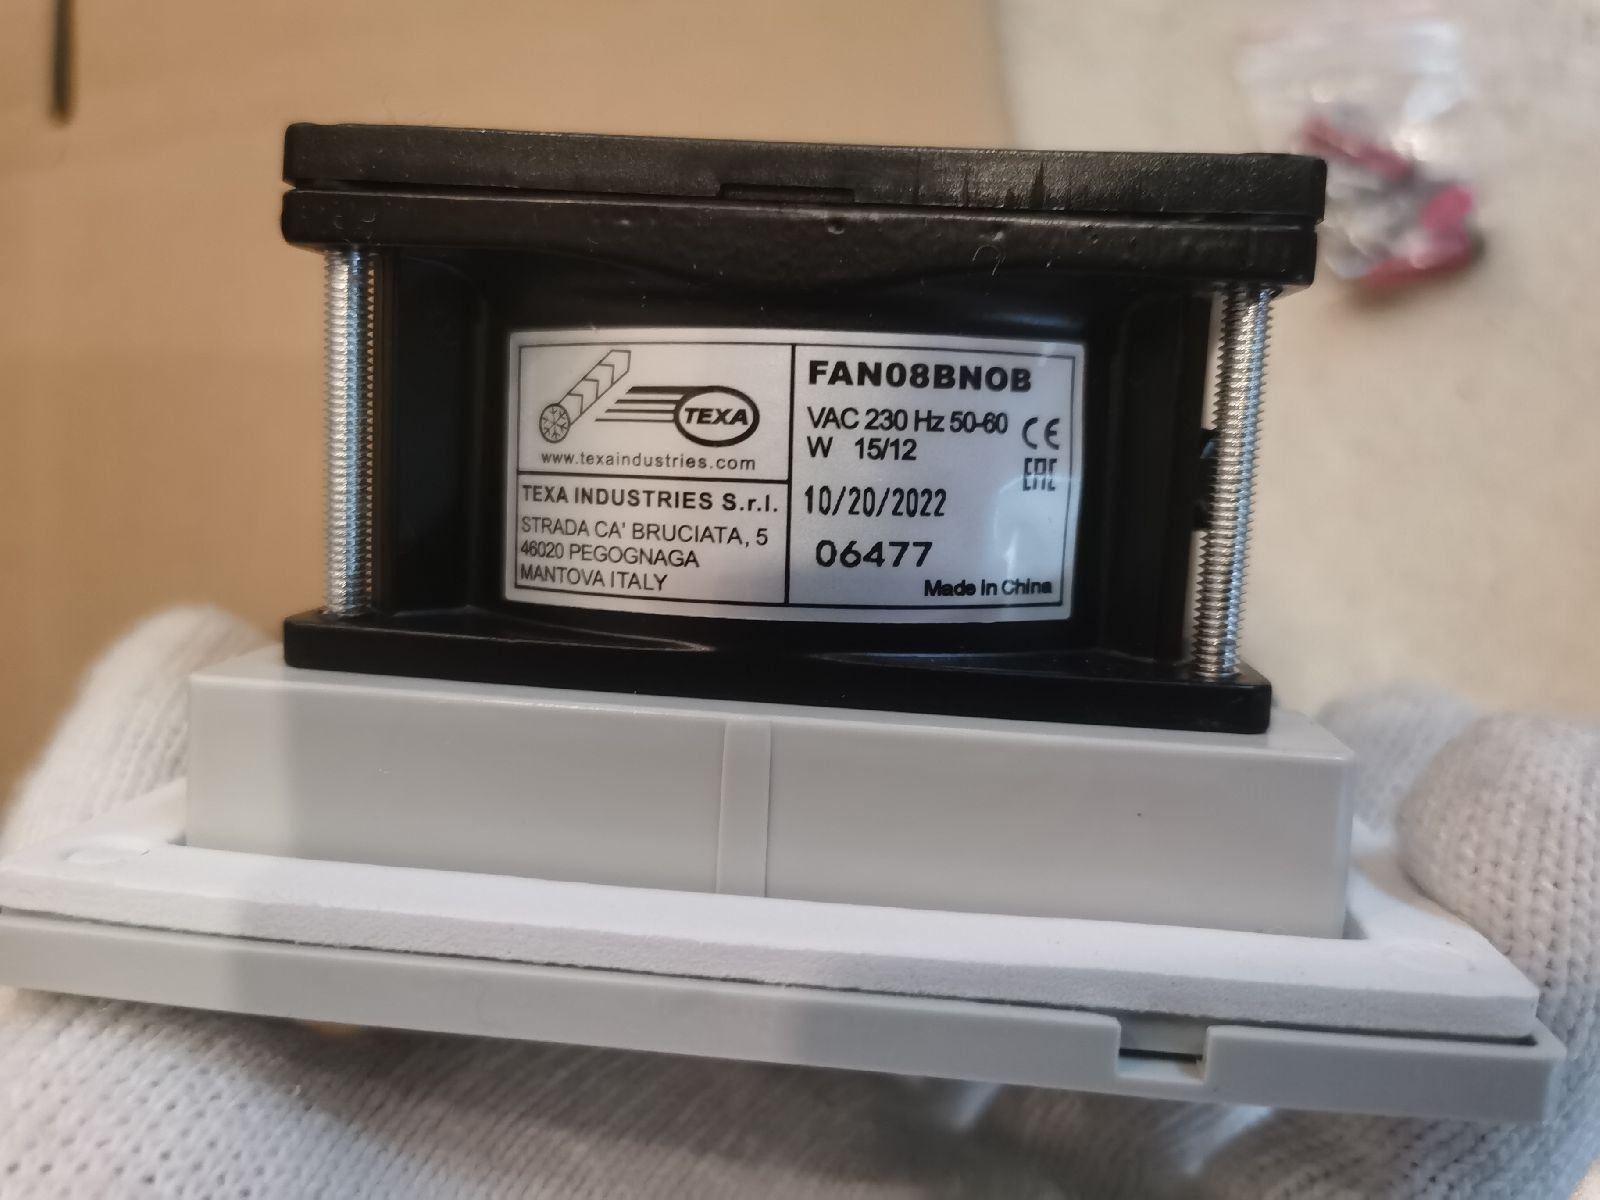 TEXA
www.texaindustries.com
TEXA INDUSTRIES S.r.l.
STRADA CA' BRUCIATA, 5
46020 PEGOGNAGA
MANTOVA ITALY
FAN08BN0B
VAC 230 Hz 50-60
W 15/12
CE
EAC
10/20/2022
06477
Made in China